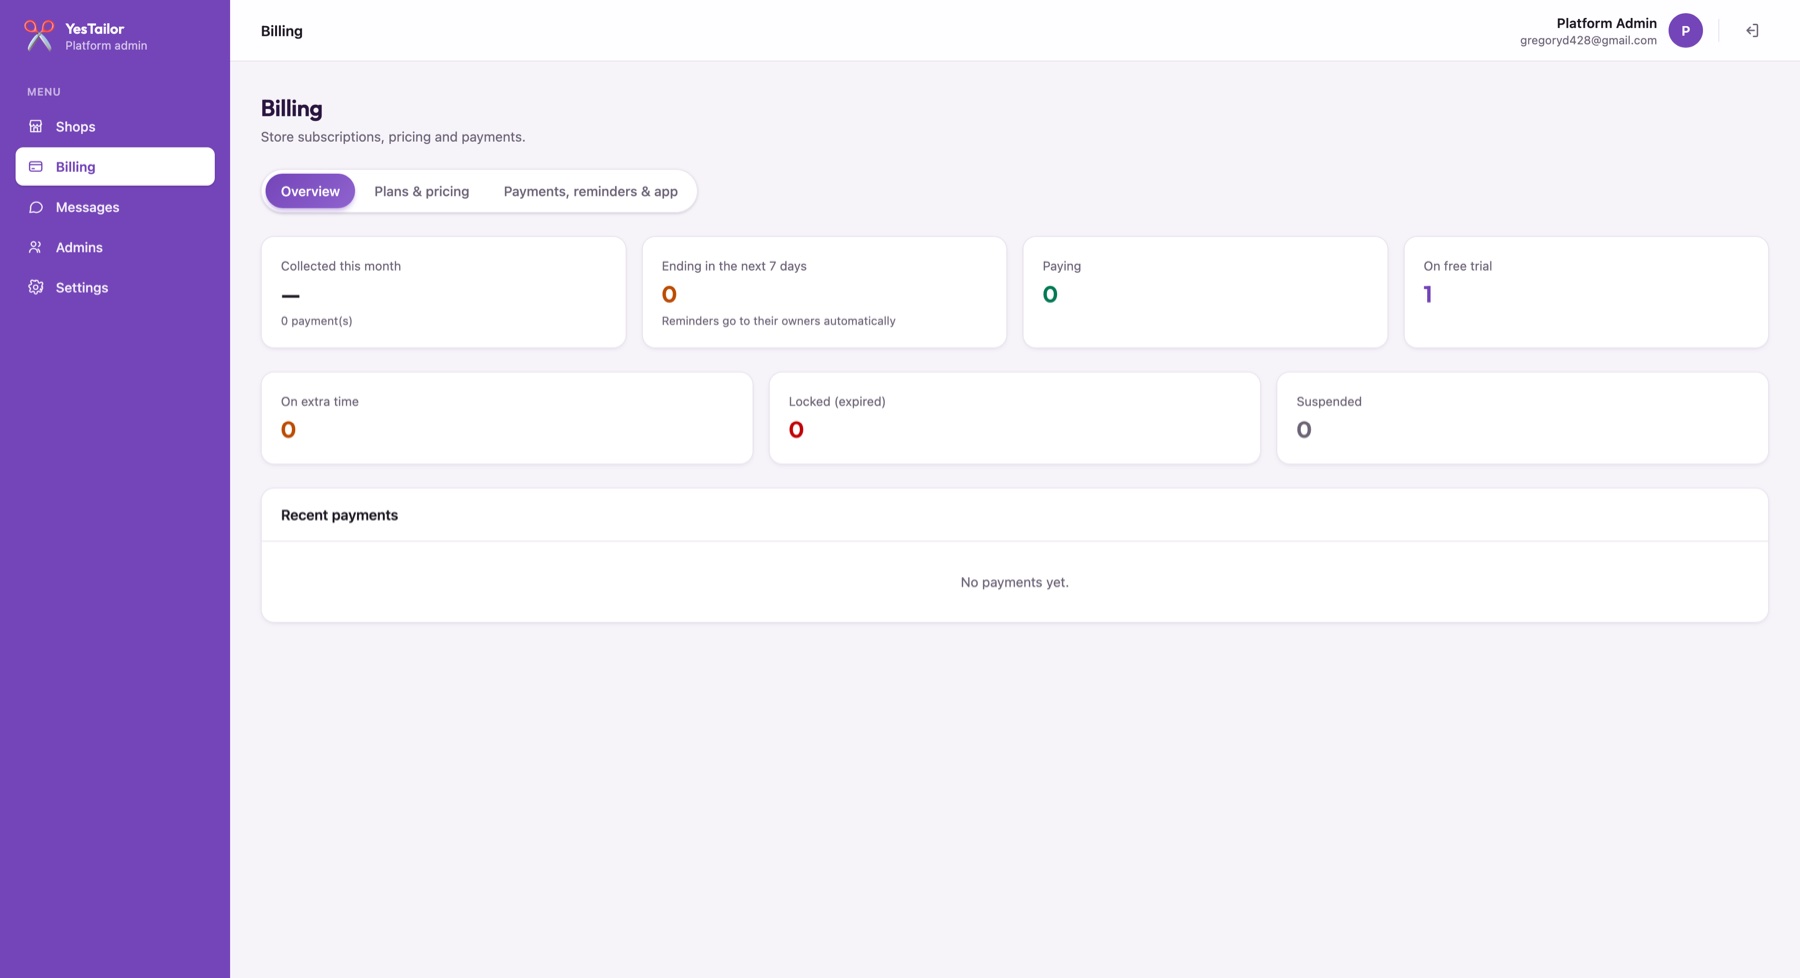 YesTailor
Platform admin
MENU
Shops
Billing
Messages
Admins
Settings
Billing
Platform Admin
gregoryd428@gmail.com
P
Billing
Store subscriptions, pricing and payments.
Overview
Plans & pricing
Payments, reminders & app
Collected this month
—
0 payment(s)
Ending in the next 7 days
0
Reminders go to their owners automatically
Paying
0
On free trial
1
On extra time
0
Locked (expired)
0
Suspended
0
Recent payments
No payments yet.